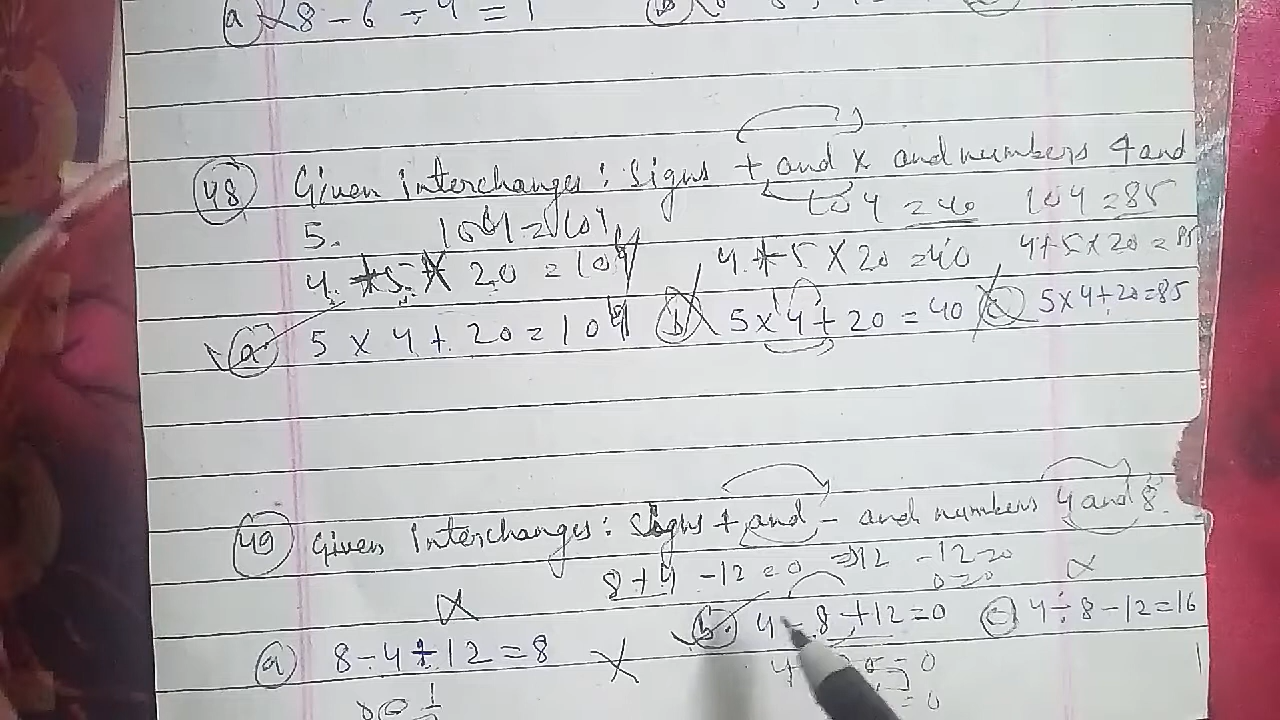 (a) 8 - 6 ÷ 4 = 1
(48) Given interchanges: Signs + and × and numbers 4 and
5.
104 = 104
to 4 = 40
104 = 85
4 + 5 × 20 = 104
4 + 5 × 20 = 40
4 + 5 × 20 = 85
(a) 5 × 4 + 20 = 104 (b) 5 × 4 + 20 = 40 (c) 5 × 4 + 20 = 85
(49) Given Interchanges: Signs + and - and numbers 4 and 8.
8 + 4 - 12 = 0 ⇒ 12 - 12 = 0
0 = 0
(a) 8 - 4 + 12 = 8 (b.) 4 - 8 + 12 = 0 (c) 4 ÷ 8 - 12 = 16